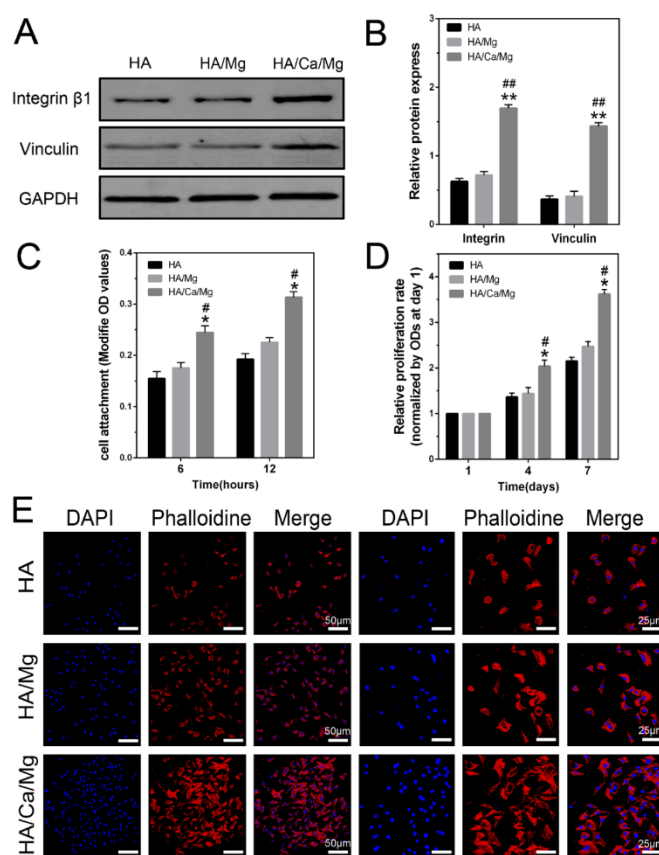 A
HA HA/Mg HA/Ca/Mg
Integrin β1
Vinculin
GAPDH
B
Relative protein express
3
2
1
0
HA
HA/Mg
HA/Ca/Mg
##
**
##
**
Integrin Vinculin
C
cell attachment (Modifie OD values)
0.4
0.3
0.2
0.1
0.0
HA
HA/Mg
HA/Ca/Mg
#
*
#
*
6 12
Time(hours)
D
Relative proliferation rate
(normalized by ODs at day 1)
5
4
3
2
1
0
HA
HA/Mg
HA/Ca/Mg
#
*
#
*
1 4 7
Time(days)
E
DAPI Phalloidine Merge DAPI Phalloidine Merge
HA
50μm 25μm
HA/Mg
50μm 25μm
HA/Ca/Mg
50μm 25μm